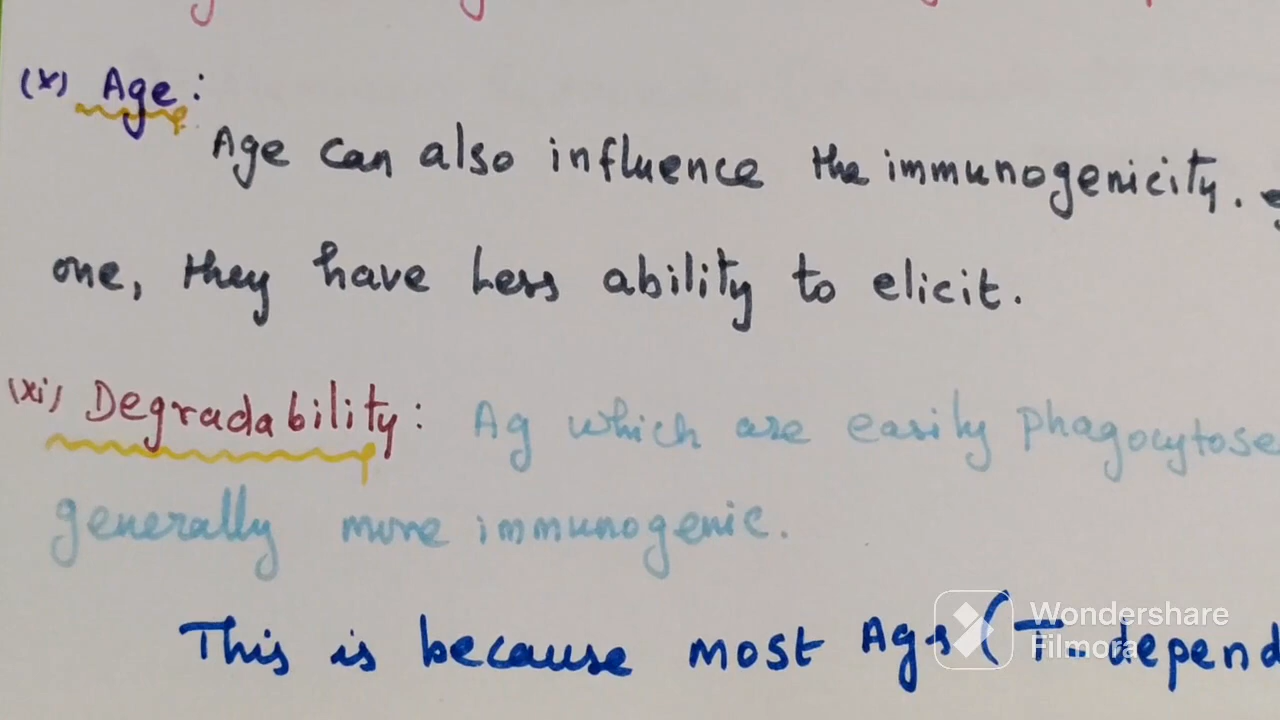 (x) Age:
Age can also influence the immunogenicity.
one, they have less ability to elicit.
(xi) Degradability: Ag which are easily phagocytose
generally more immunogenic.
This is because most Ags (T-depend
Wondershare
Filmora